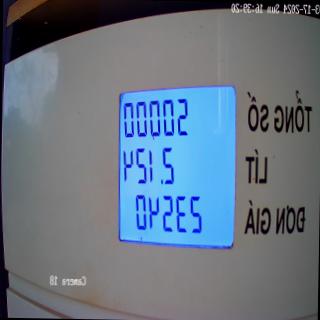 3-17-2024 Sun 16:39:20
TỔNG SỐ
50000
LÍT
2.124
ĐƠN GIÁ
23540
Camera 18